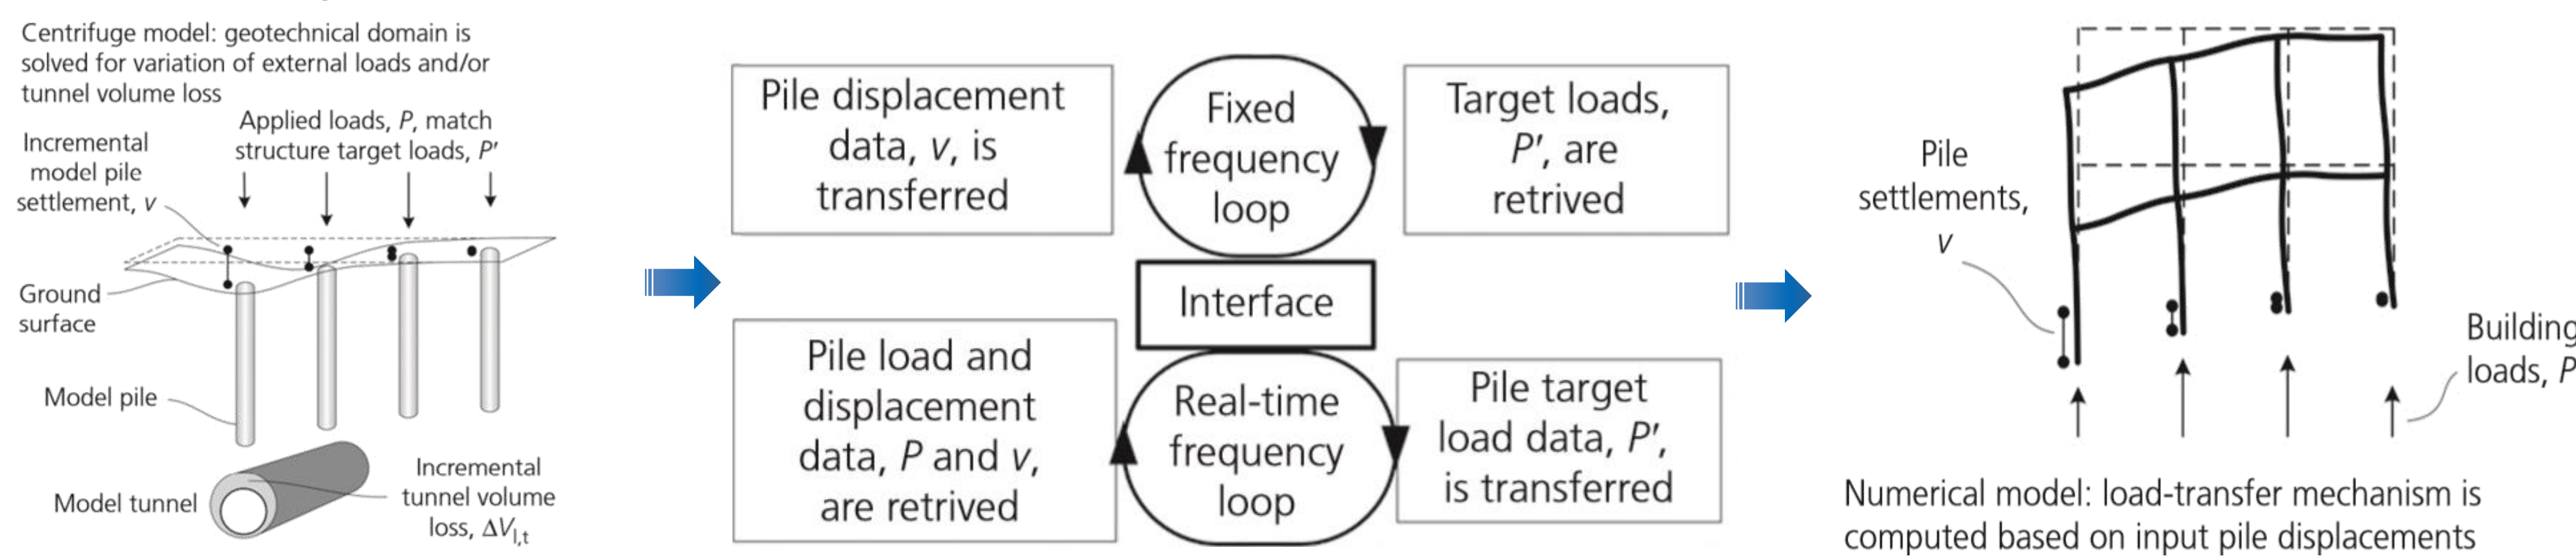 Centrifuge model: geotechnical domain is
solved for variation of external loads and/or
tunnel volume loss
Applied loads, P, match
structure target loads, P′
Incremental
model pile
settlement, v
Ground
surface
Model pile
Model tunnel
Incremental
tunnel volume
loss, ΔVl,t
Pile displacement
data, v, is
transferred
Fixed
frequency
loop
Target loads,
P′, are
retrived
Interface
Pile load and
displacement
data, P and v,
are retrived
Real-time
frequency
loop
Pile target
load data, P′,
is transferred
Pile
settlements,
v
Building
loads, P
Numerical model: load-transfer mechanism is
computed based on input pile displacements